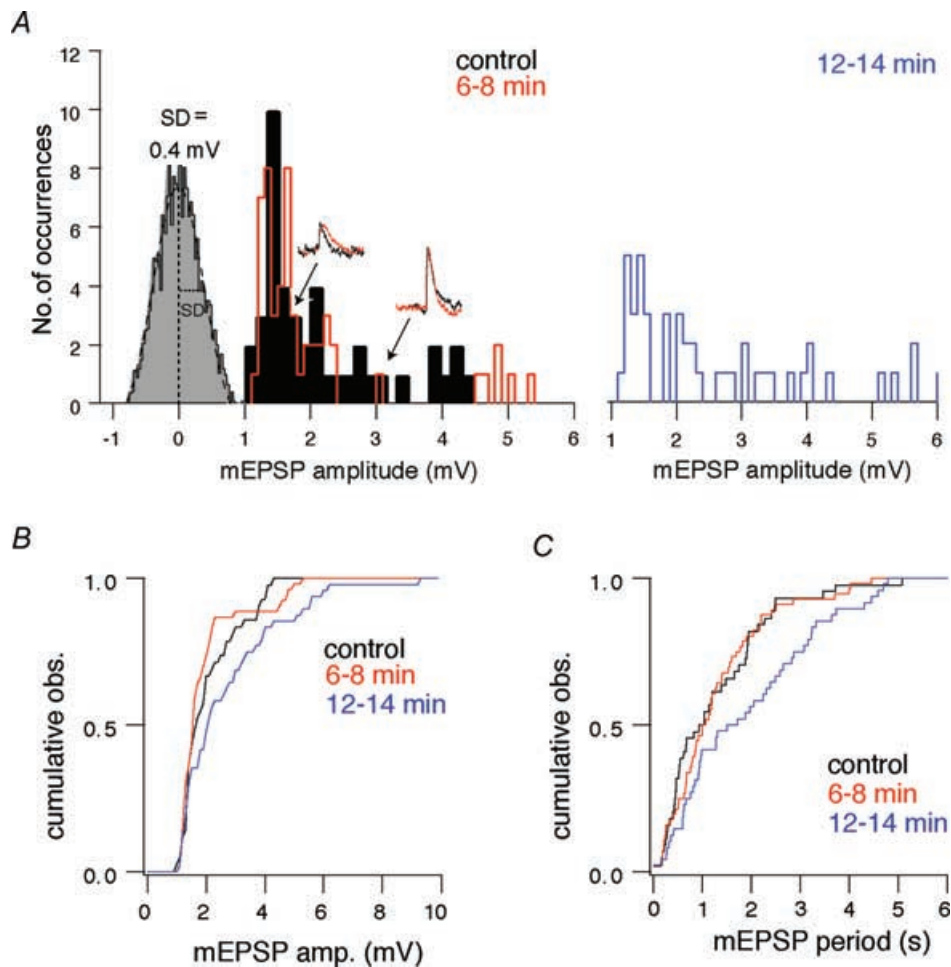 A
12
10
8
6
4
2
0
No. of occurrences
SD =
0.4 mV
SD
control
6-8 min
12-14 min
-1 0 1 2 3 4 5 6
mEPSP amplitude (mV)
1 2 3 4 5 6
mEPSP amplitude (mV)
B
1.0
0.5
0.0
cumulative obs.
control
6-8 min
12-14 min
0 2 4 6 8 10
mEPSP amp. (mV)
C
1.0
0.5
0.0
cumulative obs.
control
6-8 min
12-14 min
0 1 2 3 4 5 6
mEPSP period (s)